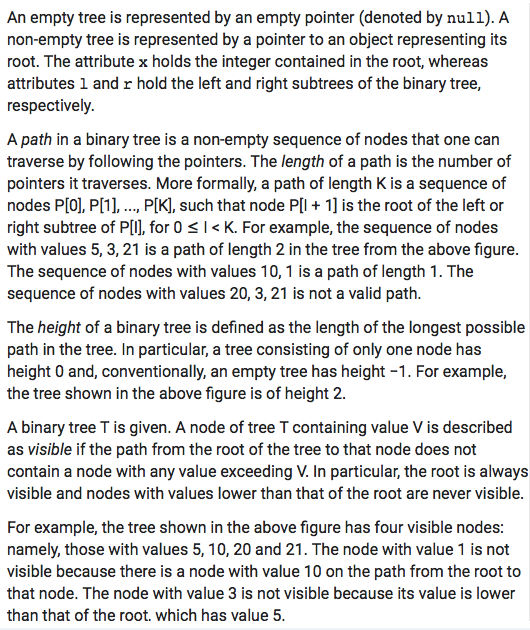 An empty tree is represented by an empty pointer (denoted by null). A
non-empty tree is represented by a pointer to an object representing its
root. The attribute x holds the integer contained in the root, whereas
attributes l and r hold the left and right subtrees of the binary tree,
respectively.
A path in a binary tree is a non-empty sequence of nodes that one can
traverse by following the pointers. The length of a path is the number of
pointers it traverses. More formally, a path of length K is a sequence of
nodes P[0], P[1], ..., P[K], such that node P[I + 1] is the root of the left or
right subtree of P[I], for 0 ≤ I < K. For example, the sequence of nodes
with values 5, 3, 21 is a path of length 2 in the tree from the above figure.
The sequence of nodes with values 10, 1 is a path of length 1. The
sequence of nodes with values 20, 3, 21 is not a valid path.
The height of a binary tree is defined as the length of the longest possible
path in the tree. In particular, a tree consisting of only one node has
height 0 and, conventionally, an empty tree has height −1. For example,
the tree shown in the above figure is of height 2.
A binary tree T is given. A node of tree T containing value V is described
as visible if the path from the root of the tree to that node does not
contain a node with any value exceeding V. In particular, the root is always
visible and nodes with values lower than that of the root are never visible.
For example, the tree shown in the above figure has four visible nodes:
namely, those with values 5, 10, 20 and 21. The node with value 1 is not
visible because there is a node with value 10 on the path from the root to
that node. The node with value 3 is not visible because its value is lower
than that of the root. which has value 5.